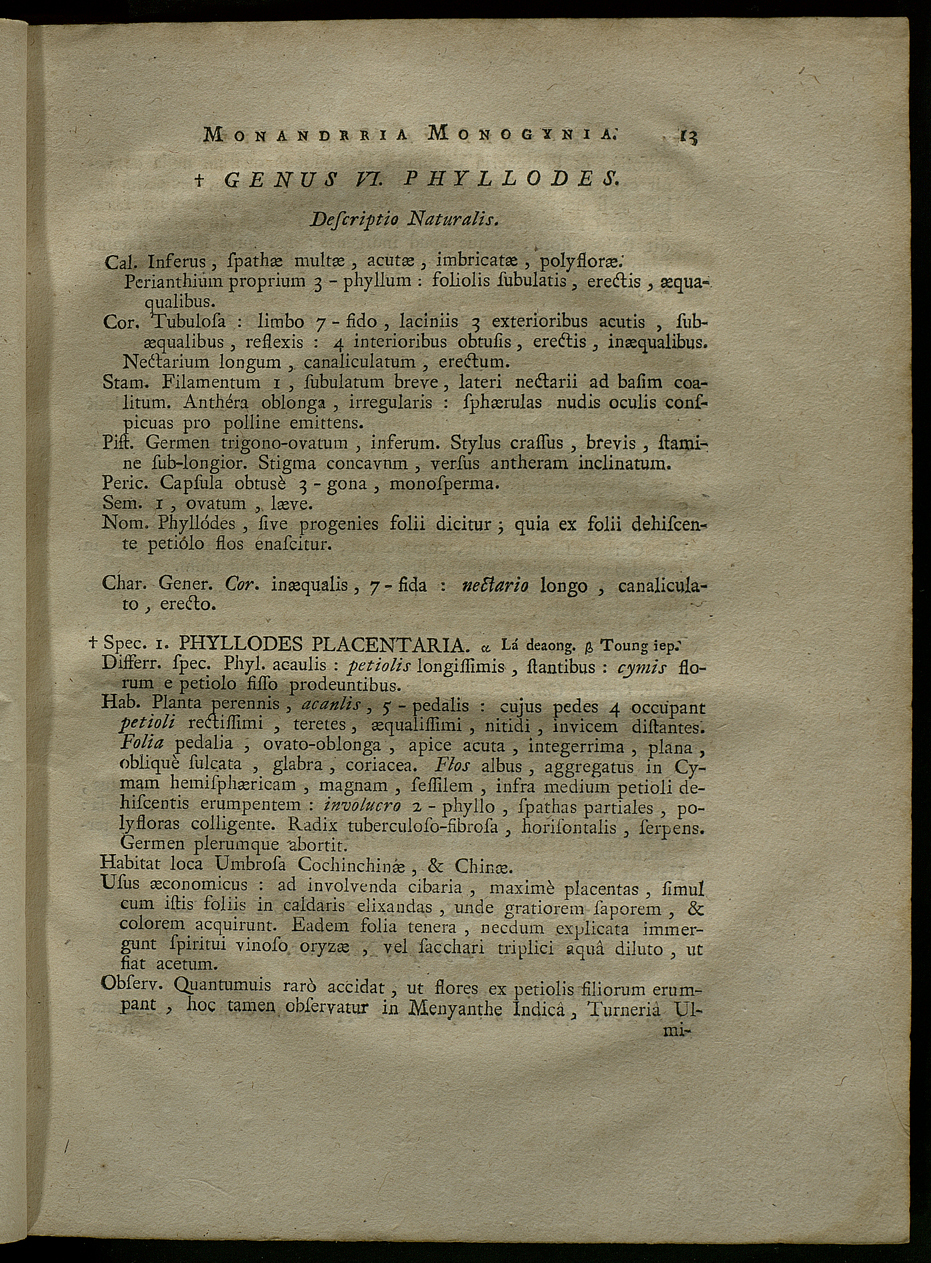 MONANDRRIA MONOGYNIA. 13
† GENUS VI. PHYLLODES.
Deſcriptio Naturalis.
Cal. Inferus, ſpathæ multæ, acutæ, imbricatæ, polyfloræ.
Perianthium proprium 3-phyllum: foliolis ſubulatis, erectis, æqua-
qualibus.
Cor. Tubuloſa: limbo 7-fido, laciniis 3 exterioribus acutis, ſub-
æqualibus, reflexis: 4 interioribus obtuſis, erectis, inæqualibus.
Nectarium longum, canaliculatum, erectum.
Stam. Filamentum 1, ſubulatum breve, lateri nectarii ad baſim coa-
litum. Anthéra oblonga, irregularis: ſphærulas nudis oculis conſ-
picuas pro polline emittens.
Piſt. Germen trigono-ovatum, inferum. Stylus craſſus, brevis, ſtami-
ne ſub-longior. Stigma concavnm, verſus antheram inclinatum.
Peric. Capſula obtusè 3-gona, monoſperma.
Sem. 1, ovatum, læve.
Nom. Phyllódes, ſive progenies folii dicitur; quia ex folii dehiſcen-
te petiólo flos enaſcitur.
Char. Gener. Cor. inæqualis, 7-fida: nectario longo, canalicula-
to, erecto.
† Spec. 1. PHYLLODES PLACENTARIA. α Lá deaong. β Toung iep.
Differr. ſpec. Phyl. acaulis: petiolis longiſſimis, ſtantibus: cymis flo-
rum e petiolo fiſſo prodeuntibus.
Hab. Planta perennis, acanlis, 5-pedalis: cujus pedes 4 occupant
petioli rectiſſimi, teretes, æqualiſſimi, nitidi, invicem diſtantes.
Folia pedalia, ovato-oblonga, apice acuta, integerrima, plana,
obliquè ſulcata, glabra, coriacea. Flos albus, aggregatus in Cy-
mam hemiſphæricam, magnam, ſeſſilem, infra medium petioli de-
hiſcentis erumpentem: involucro 2-phyllo, ſpathas partiales, po-
lyfloras colligente. Radix tuberculoſo-fibroſa, horiſontalis, ſerpens.
Germen plerumque abortit.
Habitat loca Umbroſa Cochinchinæ, & Chinæ.
Uſus æconomicus: ad involvenda cibaria, maximè placentas, ſimul
cum iſtis foliis in caldaris elixandas, unde gratiorem ſaporem, &
colorem acquirunt. Eadem folia tenera, necdum explicata immer-
gunt ſpiritui vinoſo oryzæ, vel ſacchari triplici aquâ diluto, ut
fiat acetum.
Obſerv. Quantumuis rarò accidat, ut flores ex petiolis filiorum erum-
pant, hoc tamen obſervatur in Menyanthe Indicâ, Turneriâ Ul-
mi-